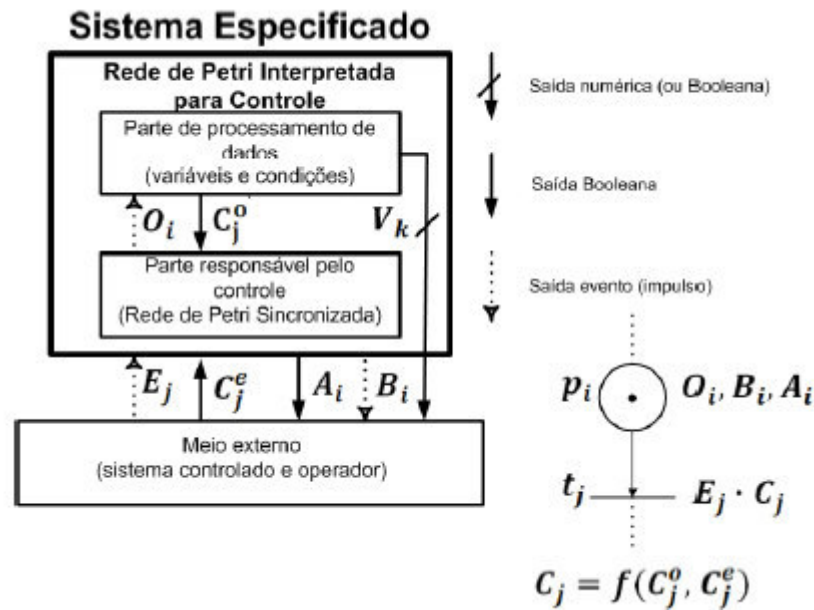 Sistema Especificado
Rede de Petri Interpretada
para Controle
Parte de processamento de
dados
(variáveis e condições)
O_i
C_j^o
V_k
Parte responsável pelo
controle
(Rede de Petri Sincronizada)
E_j
C_j^e
A_i
B_i
Meio externo
(sistema controlado e operador)
Saída numérica (ou Booleana)
Saída Booleana
Saída evento (impulso)
p_i
O_i, B_i, A_i
t_j
E_j · C_j
C_j = f(C_j^o, C_j^e)